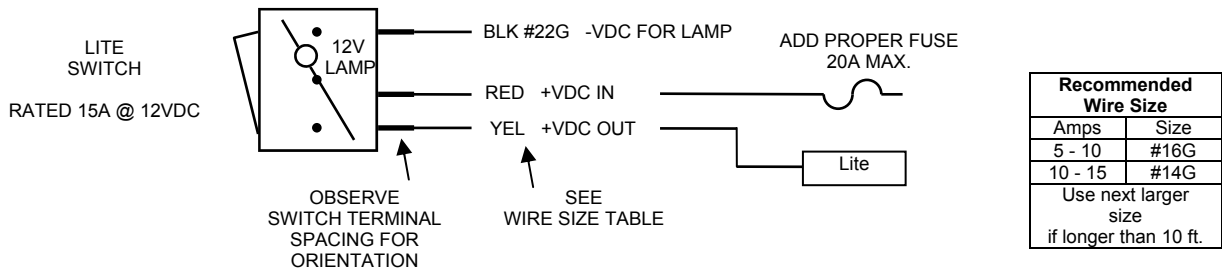 LITE
SWITCH
RATED 15A @ 12VDC
12V
LAMP
BLK #22G -VDC FOR LAMP
RED +VDC IN
YEL +VDC OUT
ADD PROPER FUSE
20A MAX.
Lite
OBSERVE
SWITCH TERMINAL
SPACING FOR
ORIENTATION
SEE
WIRE SIZE TABLE
Recommended
Wire Size
Amps Size
5 - 10 #16G
10 - 15 #14G
Use next larger
size
if longer than 10 ft.